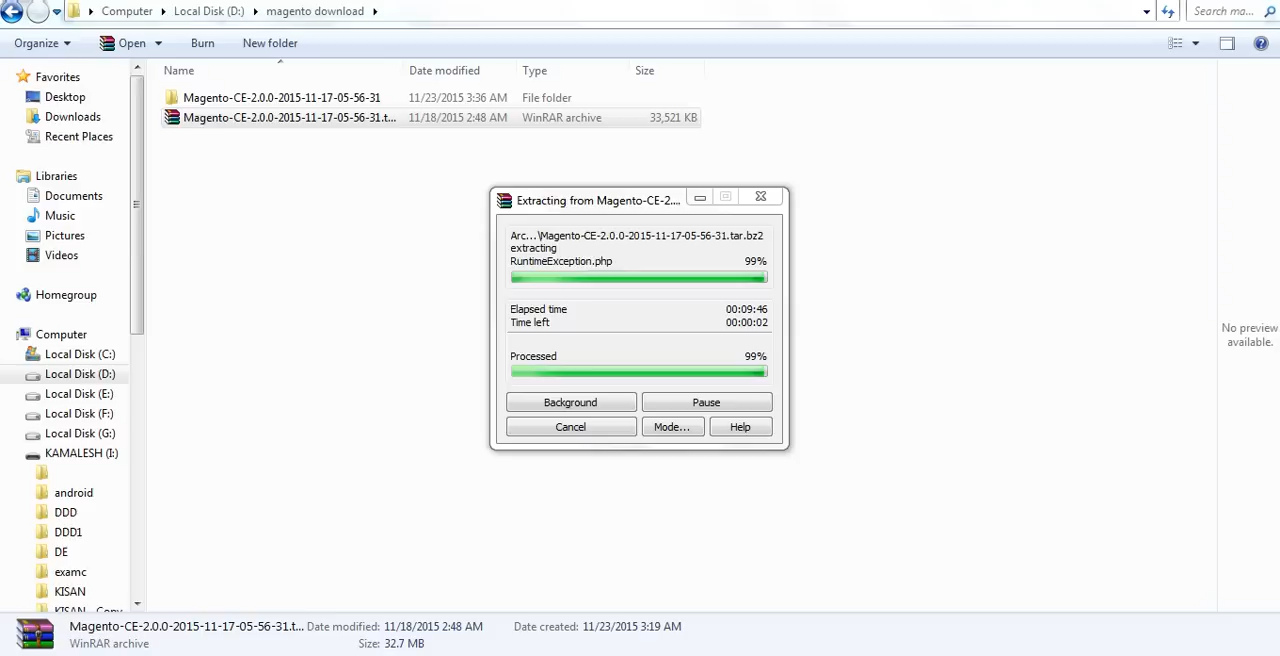 Computer Local Disk (D:) magento download Search ma...
Organize Open Burn New folder
Name Date modified Type Size
Favorites
Desktop
Downloads
Recent Places
Libraries
Documents
Music
Pictures
Videos
Homegroup
Computer
Local Disk (C:)
Local Disk (D:)
Local Disk (E:)
Local Disk (F:)
Local Disk (G:)
KAMALESH (I:)
android
DDD
DDD1
DE
examc
KISAN
KISAN - Copy
Magento-CE-2.0.0-2015-11-17-05-56-31 11/23/2015 3:36 AM File folder
Magento-CE-2.0.0-2015-11-17-05-56-31.t... 11/18/2015 2:48 AM WinRAR archive 33,521 KB
Extracting from Magento-CE-2....
Arc...\Magento-CE-2.0.0-2015-11-17-05-56-31.tar.bz2
extracting
RuntimeException.php 99%
Elapsed time 00:09:46
Time left 00:00:02
Processed 99%
Background Pause
Cancel Mode... Help
No preview
available.
Magento-CE-2.0.0-2015-11-17-05-56-31.t... Date modified: 11/18/2015 2:48 AM Date created: 11/23/2015 3:19 AM
WinRAR archive Size: 32.7 MB